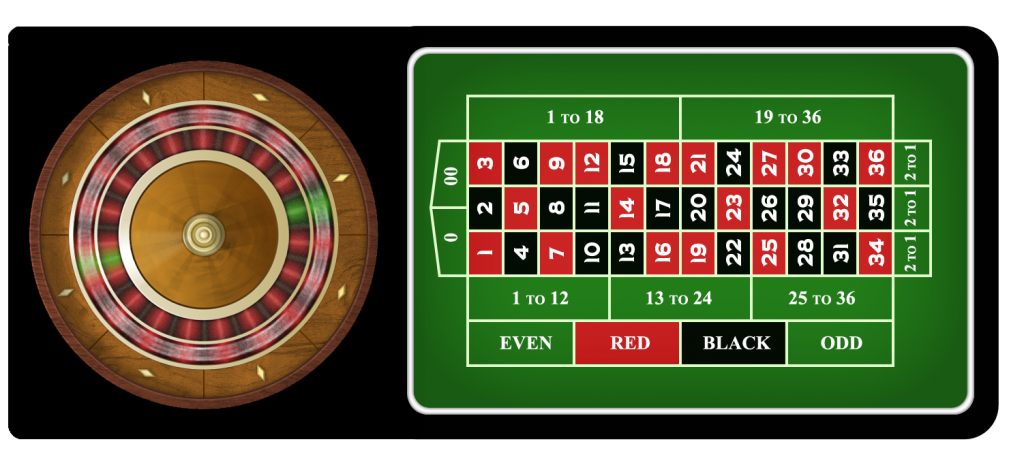 1 TO 18 19 TO 36
00 3 6 9 12 15 18 21 24 27 30 33 36 2 to 1
2 5 8 11 14 17 20 23 26 29 32 35 2 to 1
0 1 4 7 10 13 16 19 22 25 28 31 34 2 to 1
1 TO 12 13 TO 24 25 TO 36
EVEN RED BLACK ODD